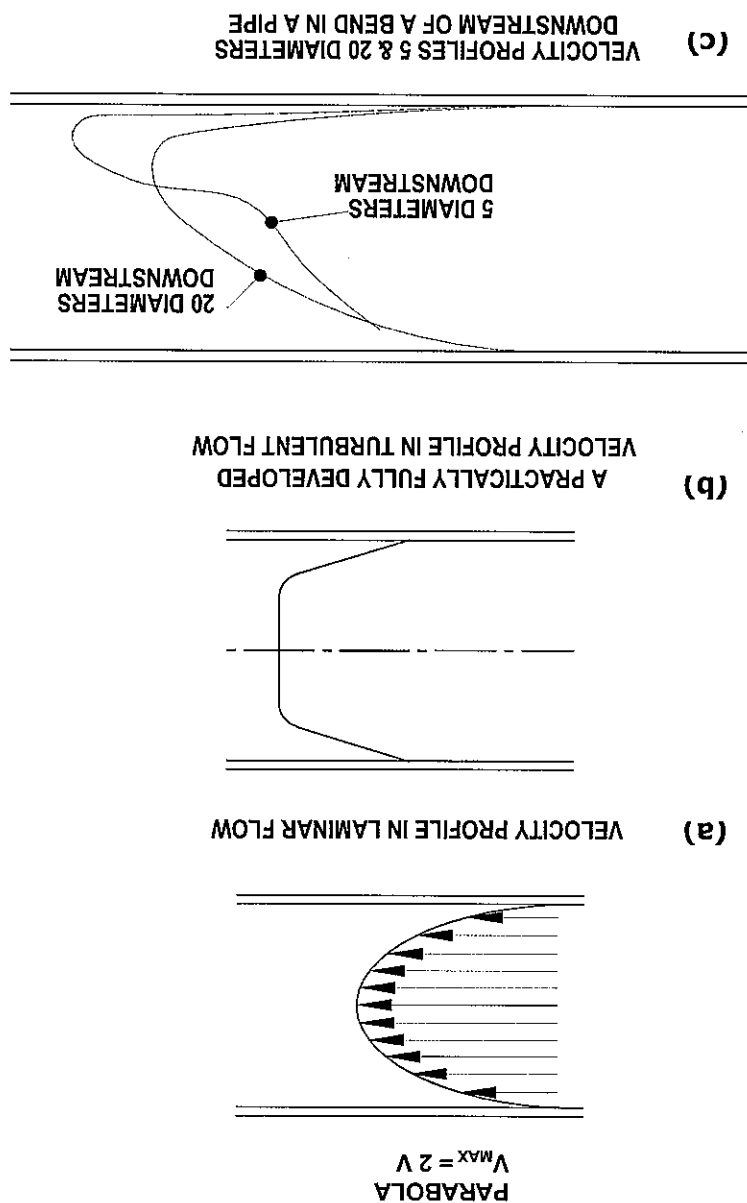 PARABOLA
VMAX = 2 V
(a) VELOCITY PROFILE IN LAMINAR FLOW
(b) A PRACTICALLY FULLY DEVELOPED
VELOCITY PROFILE IN TURBULENT FLOW
20 DIAMETERS
DOWNSTREAM
5 DIAMETERS
DOWNSTREAM
(c) VELOCITY PROFILES 5 & 20 DIAMETERS
DOWNSTREAM OF A BEND IN A PIPE